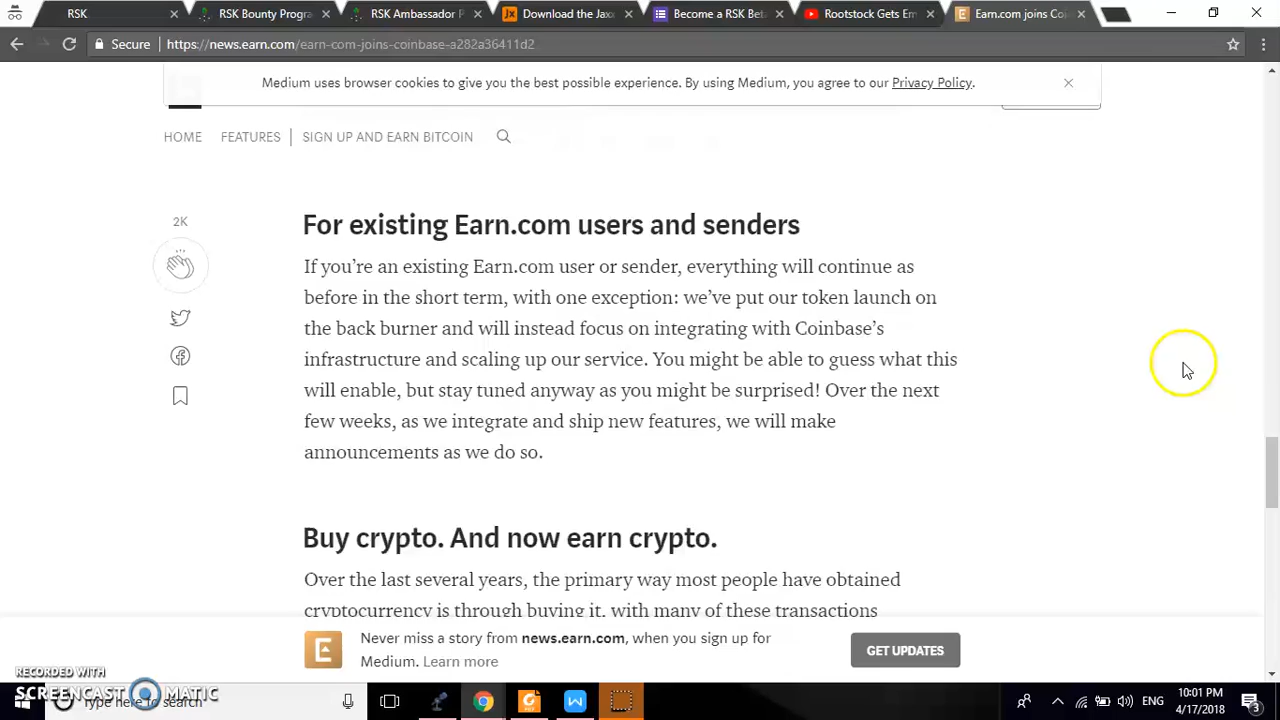 RSK
RSK Bounty Progra
RSK Ambassador P
Download the Jaxx
Become a RSK Bet
Rootstock Gets Em
Earn.com joins Coi
Secure
https://news.earn.com/earn-com-joins-coinbase-a282a36411d2
Medium uses browser cookies to give you the best possible experience. By using Medium, you agree to our Privacy Policy.
HOME FEATURES SIGN UP AND EARN BITCOIN
2K
For existing Earn.com users and senders
If you’re an existing Earn.com user or sender, everything will continue as
before in the short term, with one exception: we’ve put our token launch on
the back burner and will instead focus on integrating with Coinbase’s
infrastructure and scaling up our service. You might be able to guess what this
will enable, but stay tuned anyway as you might be surprised! Over the next
few weeks, as we integrate and ship new features, we will make
announcements as we do so.
Buy crypto. And now earn crypto.
Over the last several years, the primary way most people have obtained
cryptocurrency is through buying it, with many of these transactions
Never miss a story from news.earn.com, when you sign up for
Medium. Learn more
GET UPDATES
RECORDED WITH
SCREENCAST MATIC
Type here to search
ENG
10:01 PM
4/17/2018
3